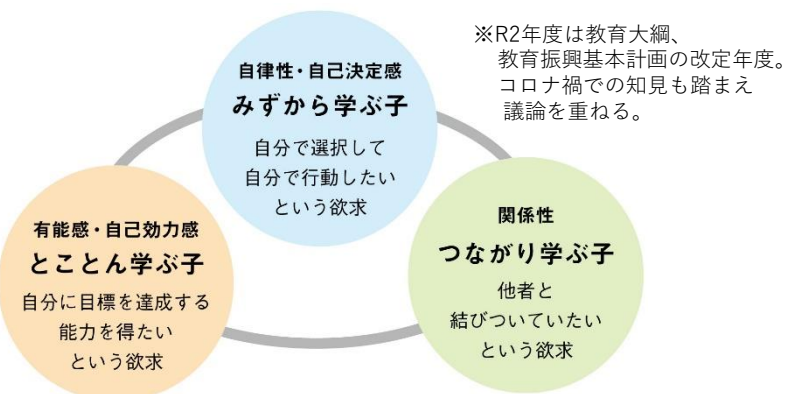 ※R2年度は教育大綱、
教育振興基本計画の改定年度。
コロナ禍での知見も踏まえ
議論を重ねる。
自律性・自己決定感
みずから学ぶ子
自分で選択して
自分で行動したい
という欲求
有能感・自己効力感
とことん学ぶ子
自分に目標を達成する
能力を得たい
という欲求
関係性
つながり学ぶ子
他者と
結びついていたい
という欲求